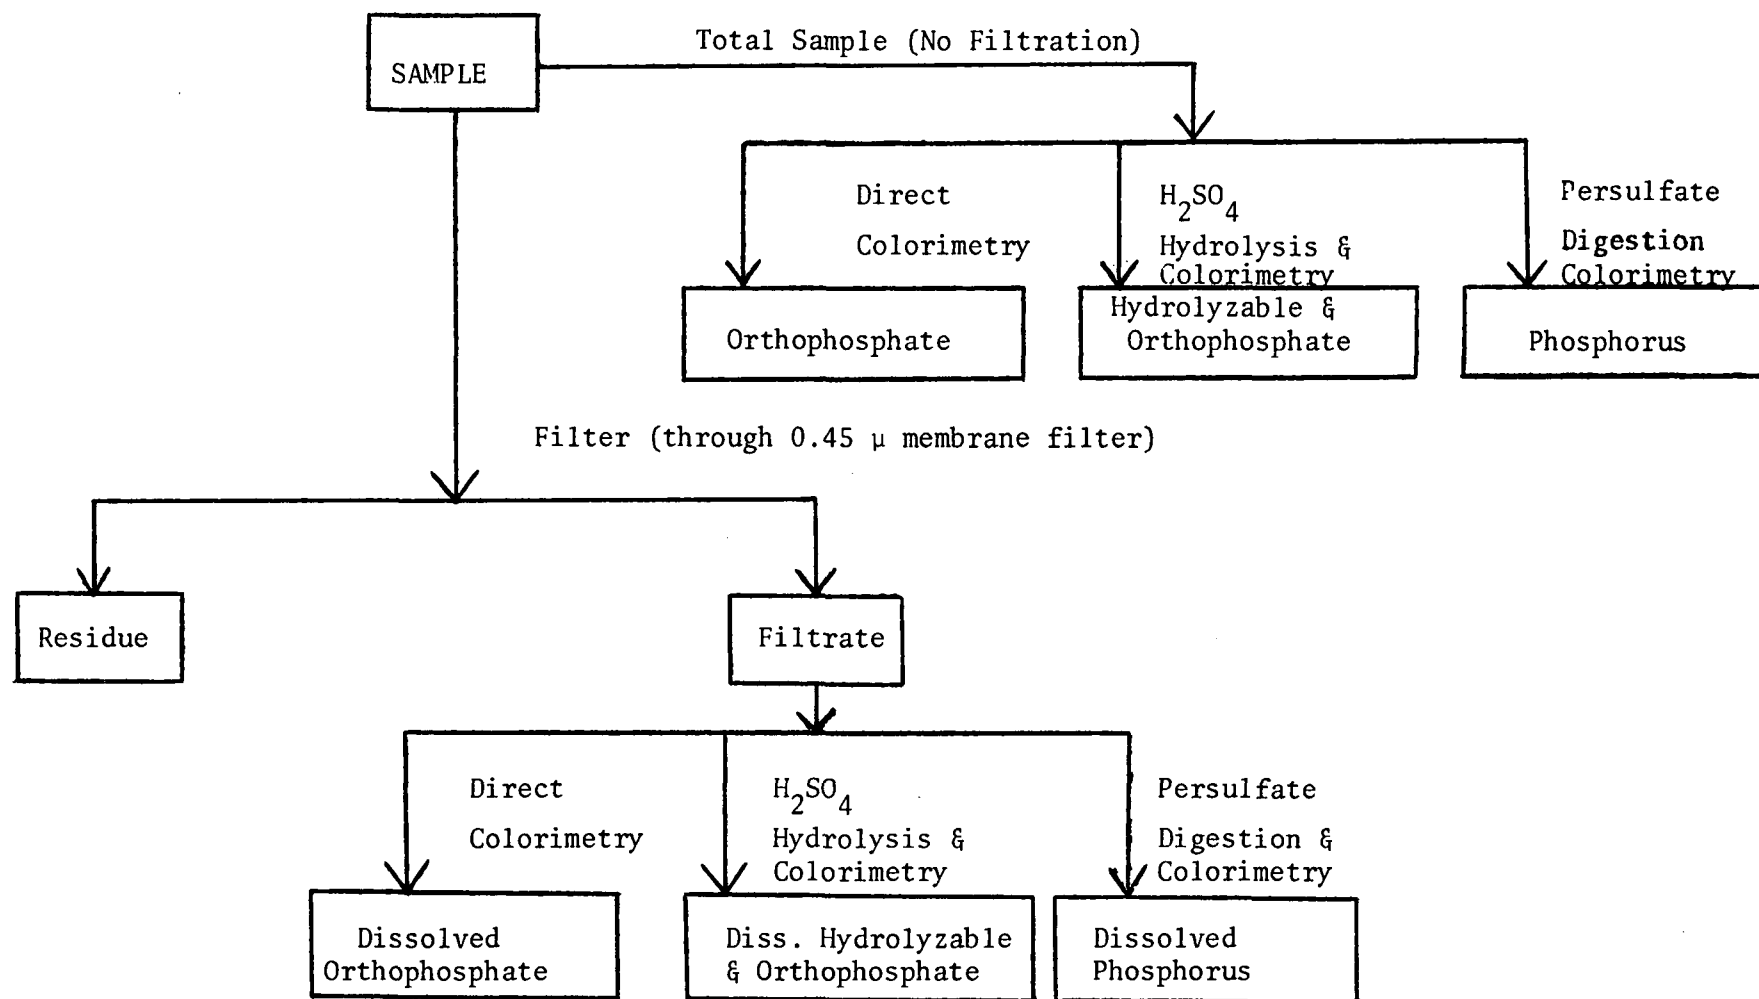 SAMPLE
Total Sample (No Filtration)
Direct
Colorimetry
H2SO4
Hydrolysis &
Colorimetry
Persulfate
Digestion
Colorimetry
Orthophosphate
Hydrolyzable &
Orthophosphate
Phosphorus
Filter (through 0.45 µ membrane filter)
Residue
Filtrate
Direct
Colorimetry
H2SO4
Hydrolysis &
Colorimetry
Persulfate
Digestion &
Colorimetry
Dissolved
Orthophosphate
Diss. Hydrolyzable
& Orthophosphate
Dissolved
Phosphorus